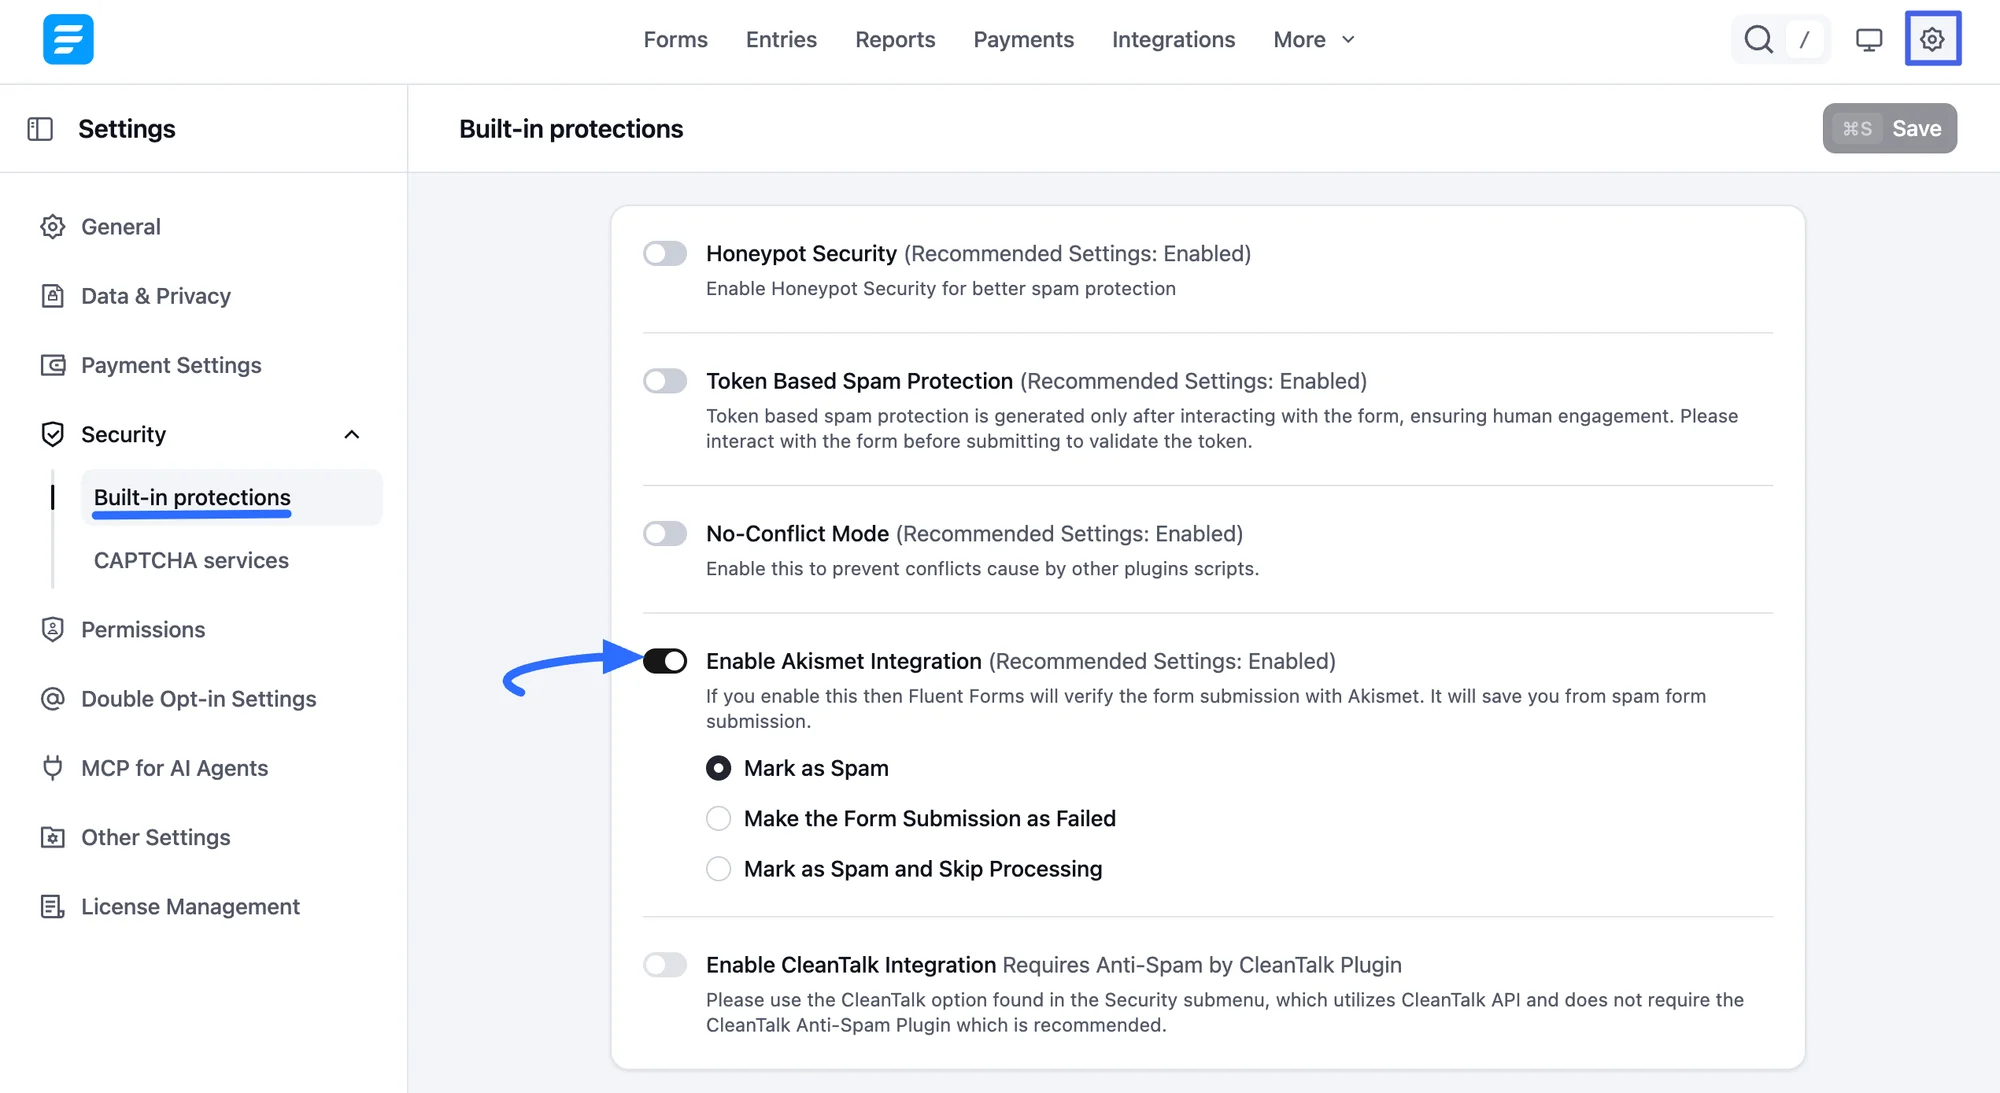 Forms Entries Reports Payments Integrations More /
Settings
Built-in protections
⌘S Save
General
Data & Privacy
Payment Settings
Security
Built-in protections
CAPTCHA services
Permissions
Double Opt-in Settings
MCP for AI Agents
Other Settings
License Management
Honeypot Security (Recommended Settings: Enabled)
Enable Honeypot Security for better spam protection
Token Based Spam Protection (Recommended Settings: Enabled)
Token based spam protection is generated only after interacting with the form, ensuring human engagement. Please
interact with the form before submitting to validate the token.
No-Conflict Mode (Recommended Settings: Enabled)
Enable this to prevent conflicts cause by other plugins scripts.
Enable Akismet Integration (Recommended Settings: Enabled)
If you enable this then Fluent Forms will verify the form submission with Akismet. It will save you from spam form
submission.
Mark as Spam
Make the Form Submission as Failed
Mark as Spam and Skip Processing
Enable CleanTalk Integration Requires Anti-Spam by CleanTalk Plugin
Please use the CleanTalk option found in the Security submenu, which utilizes CleanTalk API and does not require the
CleanTalk Anti-Spam Plugin which is recommended.